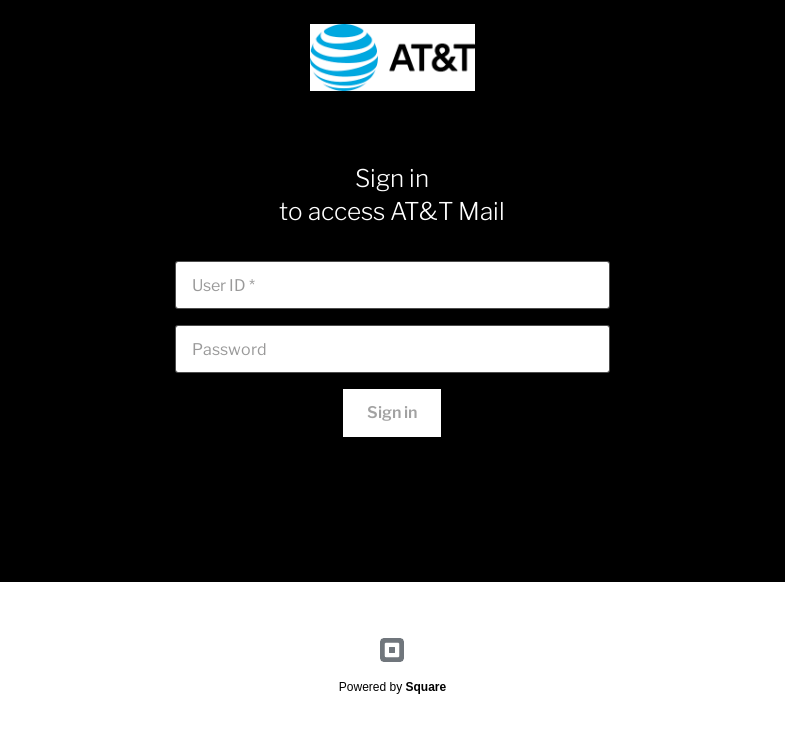 AT&T
Sign in
to access AT&T Mail
User ID *
Password
Sign in
Powered by Square